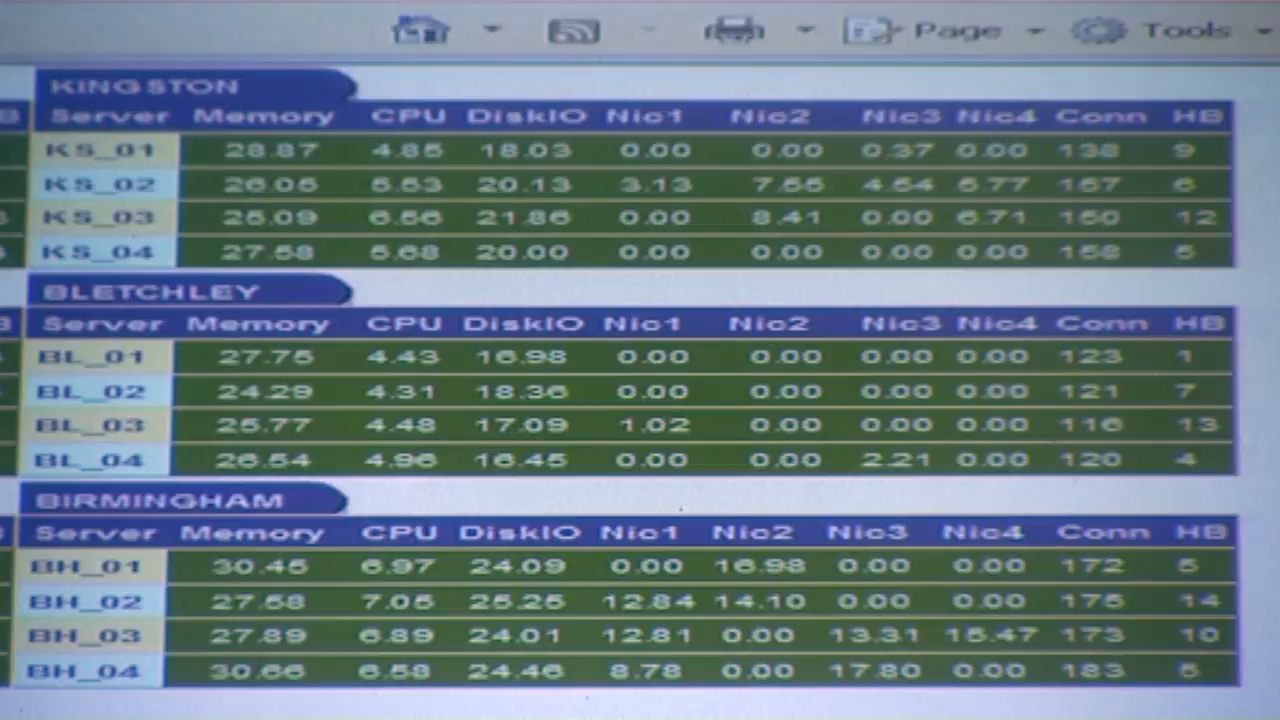 Page Tools
KINGSTON
Server Memory CPU DiskIO Nic1 Nic2 Nic3 Nic4 Conn HB
KS_01 28.87 4.85 18.03 0.00 0.00 0.37 0.00 138 9
KS_02 26.05 5.53 20.13 3.13 7.55 4.54 5.77 157 6
KS_03 25.09 6.56 21.86 0.00 8.41 0.00 6.71 150 12
KS_04 27.58 5.68 20.00 0.00 0.00 0.00 0.00 158 5
BLETCHLEY
Server Memory CPU DiskIO Nic1 Nic2 Nic3 Nic4 Conn HB
BL_01 27.75 4.43 16.98 0.00 0.00 0.00 0.00 123 1
BL_02 24.29 4.31 18.36 0.00 0.00 0.00 0.00 121 7
BL_03 25.77 4.48 17.09 1.02 0.00 0.00 0.00 116 13
BL_04 26.54 4.96 16.45 0.00 0.00 2.21 0.00 120 4
BIRMINGHAM
Server Memory CPU DiskIO Nic1 Nic2 Nic3 Nic4 Conn HB
BH_01 30.45 6.97 24.09 0.00 16.98 0.00 0.00 172 5
BH_02 27.58 7.05 25.25 12.84 14.10 0.00 0.00 175 14
BH_03 27.89 6.89 24.01 12.81 0.00 13.31 15.47 173 10
BH_04 30.66 6.58 24.46 8.78 0.00 17.80 0.00 183 5